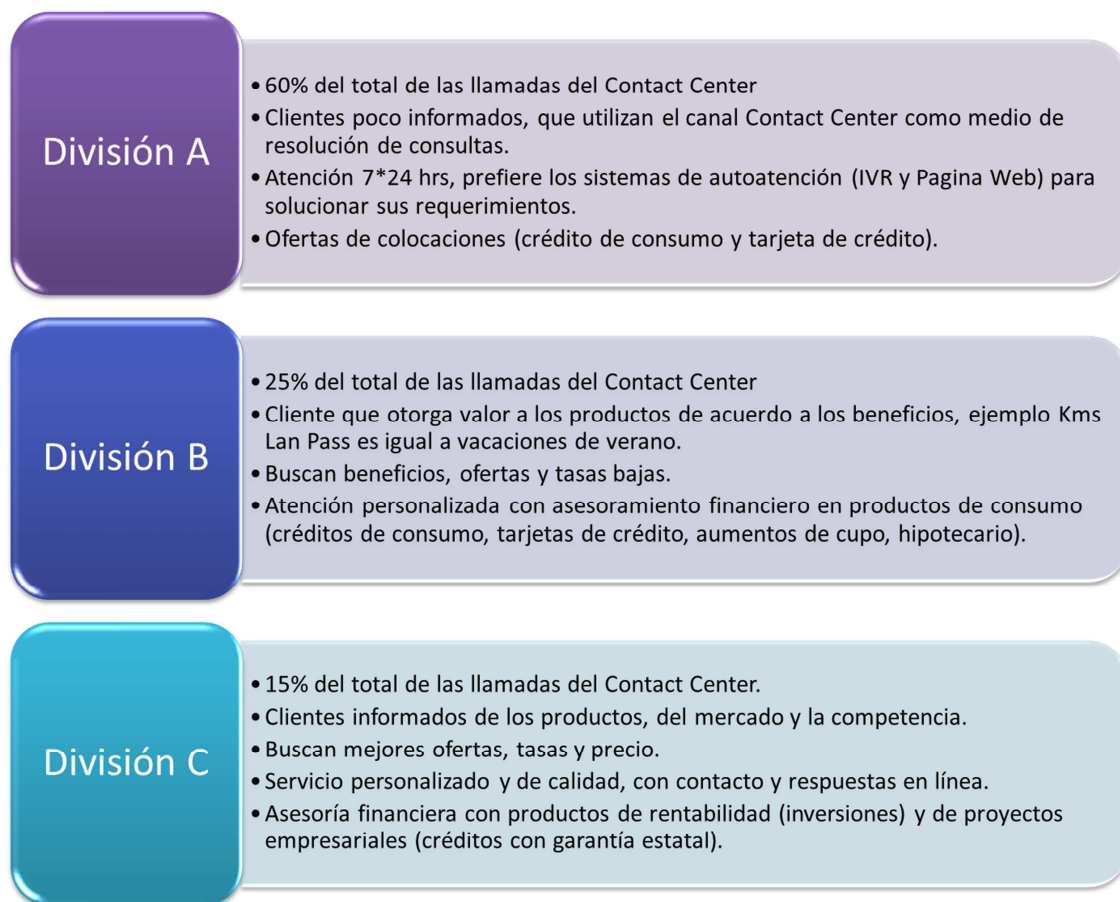 División A
• 60% del total de las llamadas del Contact Center
• Clientes poco informados, que utilizan el canal Contact Center como medio de
resolución de consultas.
• Atención 7*24 hrs, prefiere los sistemas de autoatención (IVR y Pagina Web) para
solucionar sus requerimientos.
• Ofertas de colocaciones (crédito de consumo y tarjeta de crédito).
División B
• 25% del total de las llamadas del Contact Center
• Cliente que otorga valor a los productos de acuerdo a los beneficios, ejemplo Kms
Lan Pass es igual a vacaciones de verano.
• Buscan beneficios, ofertas y tasas bajas.
• Atención personalizada con asesoramiento financiero en productos de consumo
(créditos de consumo, tarjetas de crédito, aumentos de cupo, hipotecario).
División C
• 15% del total de las llamadas del Contact Center.
• Clientes informados de los productos, del mercado y la competencia.
• Buscan mejores ofertas, tasas y precio.
• Servicio personalizado y de calidad, con contacto y respuestas en línea.
• Asesoría financiera con productos de rentabilidad (inversiones) y de proyectos
empresariales (créditos con garantía estatal).